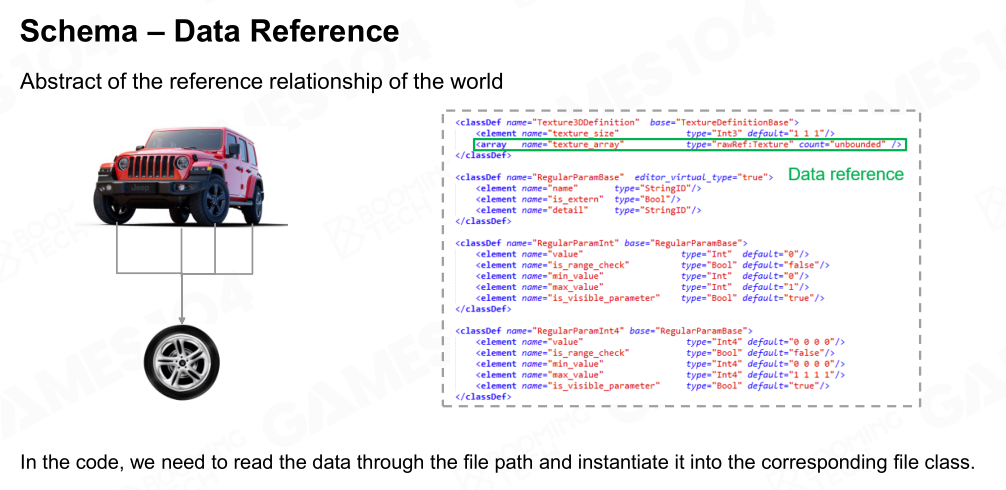 Schema – Data Reference
Abstract of the reference relationship of the world
<classDef name="Texture3DDefinition" base="TextureDefinitionBase">
<element name="texture_size" type="Int3" default="1 1 1"/>
<array name="texture_array" type="rawRef:Texture" count="unbounded" />
</classDef>
Data reference
<classDef name="RegularParamBase" editor_virtual_type="true">
<element name="name" type="StringID"/>
<element name="is_extern" type="Bool"/>
<element name="detail" type="StringID"/>
</classDef>
<classDef name="RegularParamInt" base="RegularParamBase">
<element name="value" type="Int" default="0"/>
<element name="is_range_check" type="Bool" default="false"/>
<element name="min_value" type="Int" default="0"/>
<element name="max_value" type="Int" default="1"/>
<element name="is_visible_parameter" type="Bool" default="true"/>
</classDef>
<classDef name="RegularParamInt4" base="RegularParamBase">
<element name="value" type="Int4" default="0 0 0 0"/>
<element name="is_range_check" type="Bool" default="false"/>
<element name="min_value" type="Int4" default="0 0 0 0"/>
<element name="max_value" type="Int4" default="1 1 1 1"/>
<element name="is_visible_parameter" type="Bool" default="true"/>
</classDef>
Jeep
In the code, we need to read the data through the file path and instantiate it into the corresponding file class.
GAMES104
BOOMING
TECH